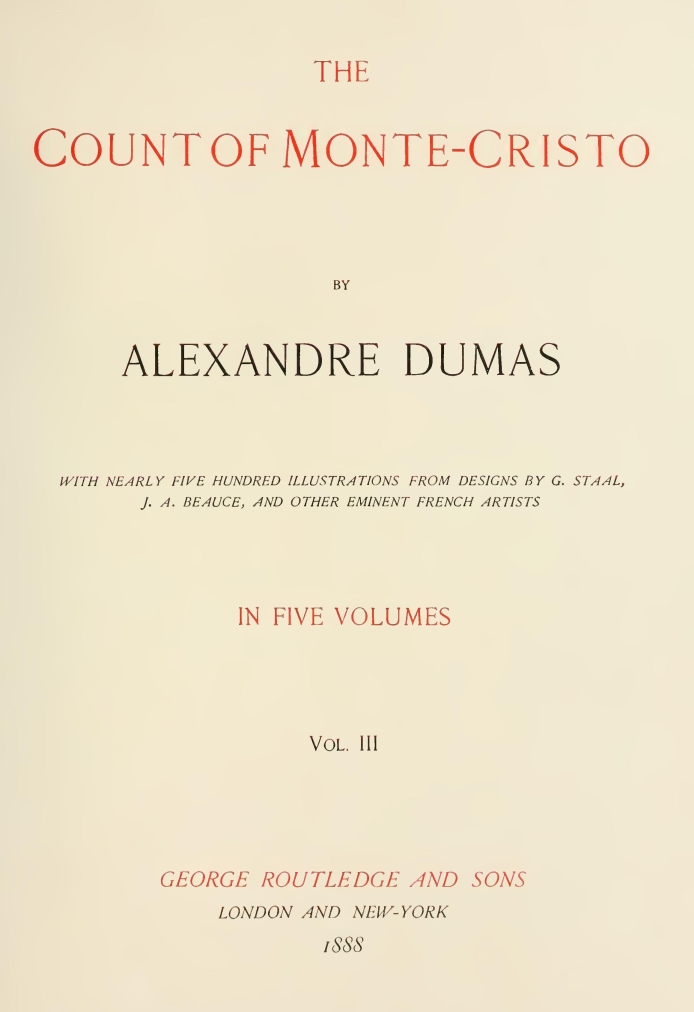 THE
COUNT OF MONTE-CRISTO
BY
ALEXANDRE DUMAS
WITH NEARLY FIVE HUNDRED ILLUSTRATIONS FROM DESIGNS BY G. STAAL,
J. A. BEAUCE, AND OTHER EMINENT FRENCH ARTISTS
IN FIVE VOLUMES
VOL. III
GEORGE ROUTLEDGE AND SONS
LONDON AND NEW-YORK
1888